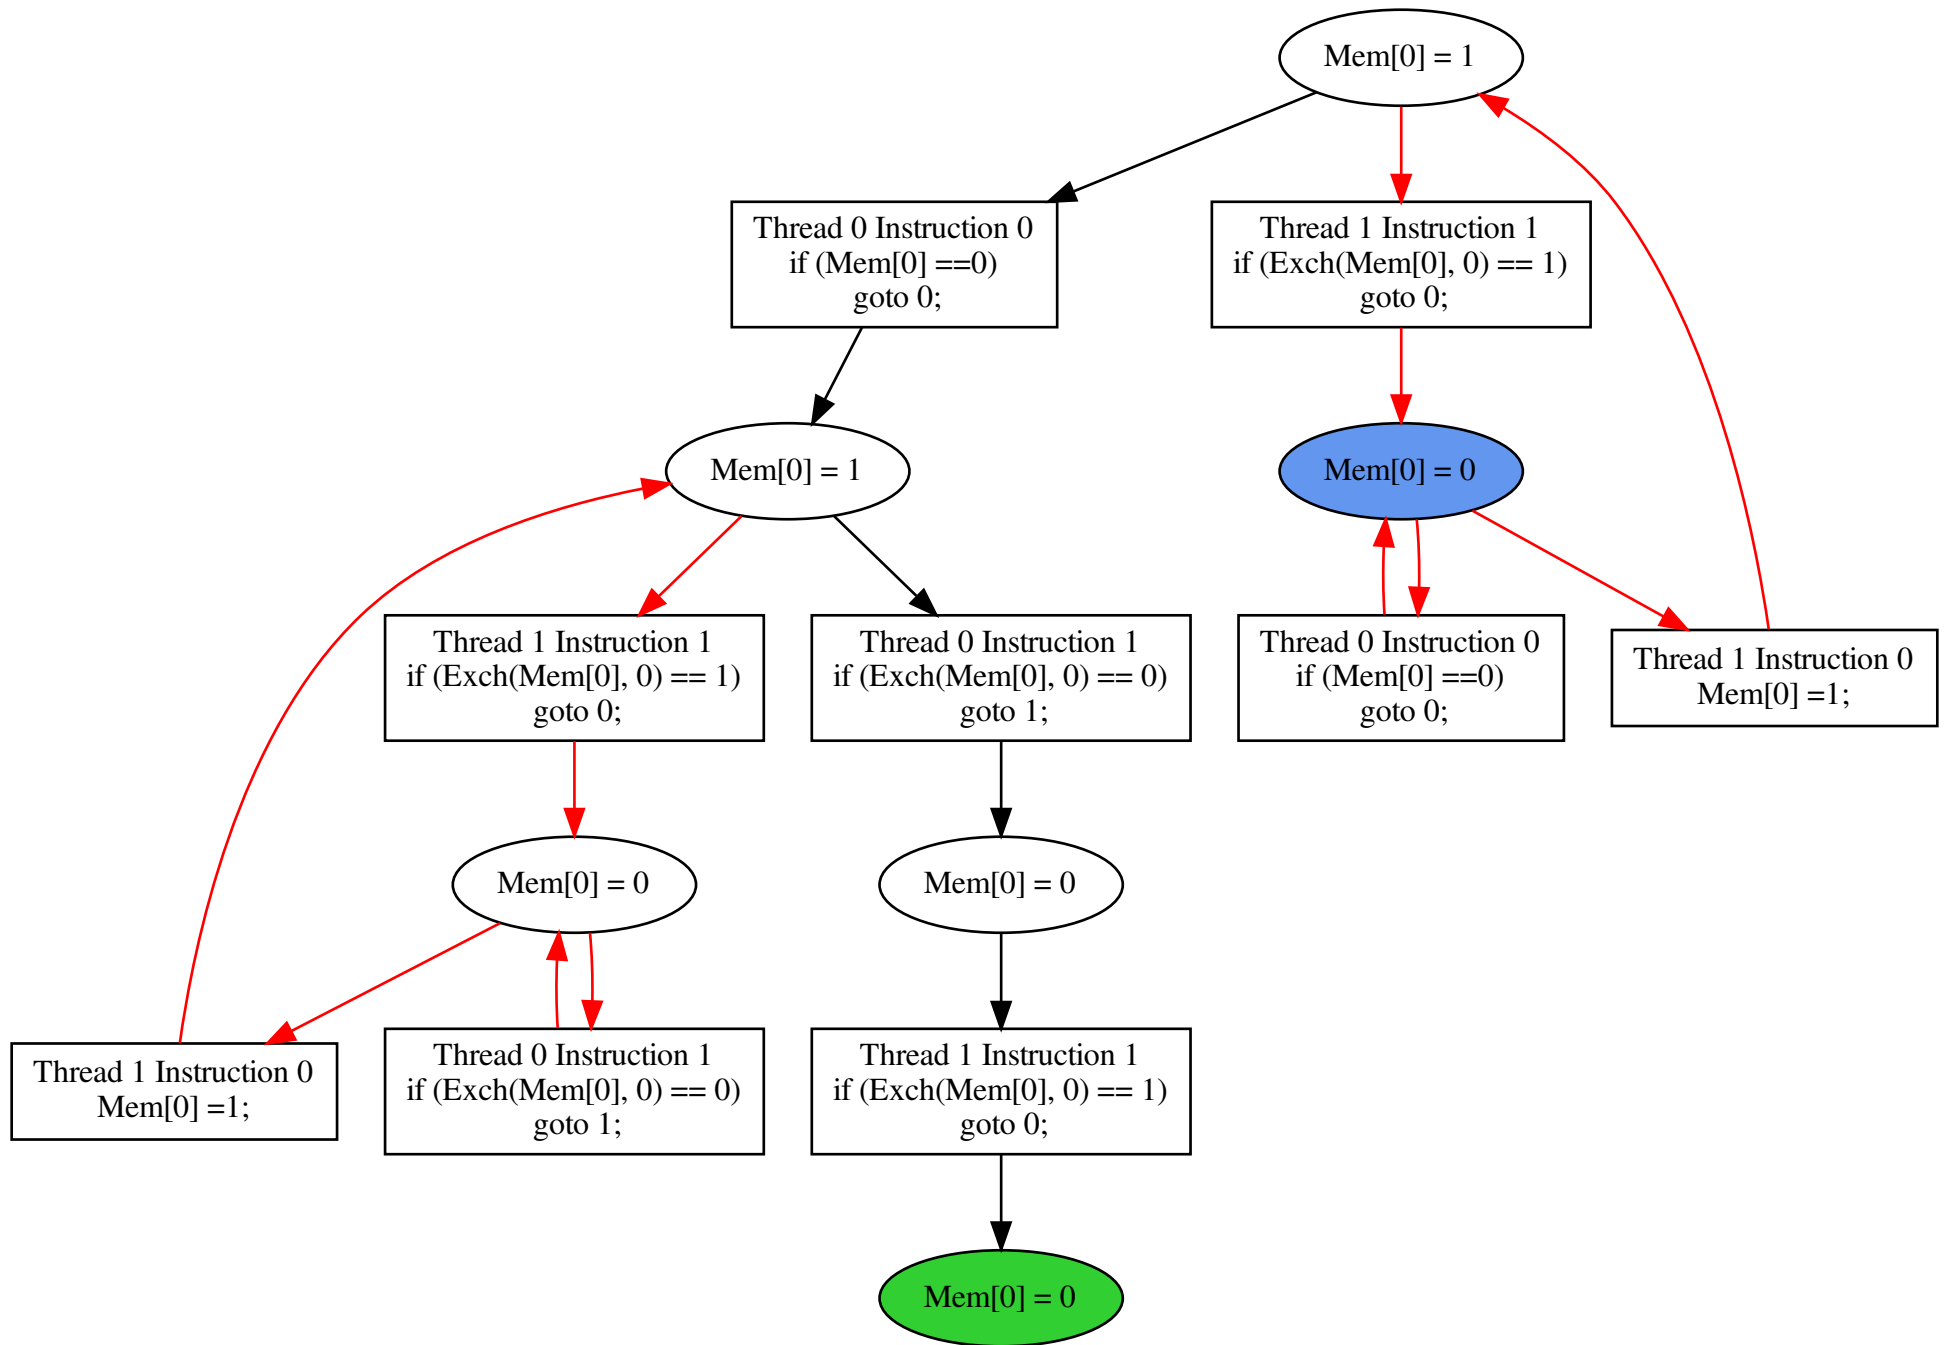 Mem[0] = 1
Thread 0 Instruction 0
if (Mem[0] ==0)
goto 0;
Thread 1 Instruction 1
if (Exch(Mem[0], 0) == 1)
goto 0;
Mem[0] = 1
Mem[0] = 0
Thread 1 Instruction 1
if (Exch(Mem[0], 0) == 1)
goto 0;
Thread 0 Instruction 1
if (Exch(Mem[0], 0) == 0)
goto 1;
Thread 0 Instruction 0
if (Mem[0] ==0)
goto 0;
Thread 1 Instruction 0
Mem[0] =1;
Mem[0] = 0
Mem[0] = 0
Thread 1 Instruction 0
Mem[0] =1;
Thread 0 Instruction 1
if (Exch(Mem[0], 0) == 0)
goto 1;
Thread 1 Instruction 1
if (Exch(Mem[0], 0) == 1)
goto 0;
Mem[0] = 0